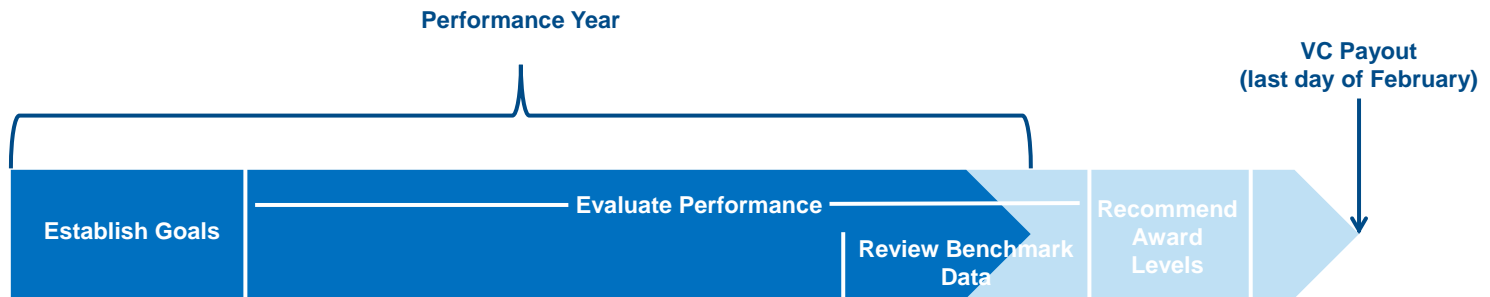 Performance Year
VC Payout
(last day of February)
Establish Goals
Evaluate Performance
Review Benchmark
Data
Recommend
Award
Levels